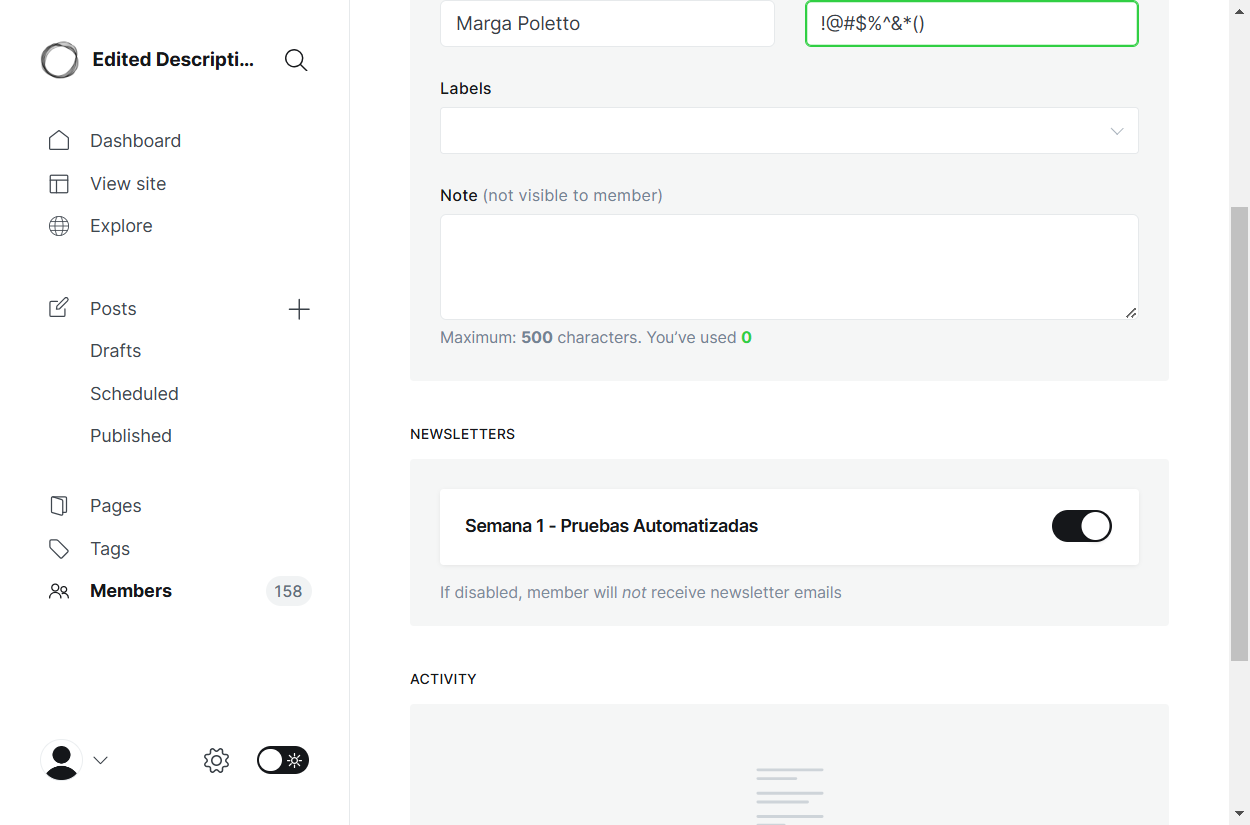 Edited Descripti...
Dashboard
View site
Explore
Posts
Drafts
Scheduled
Published
Pages
Tags
Members 158
Marga Poletto !@#$%^&*()
Labels
Note (not visible to member)
Maximum: 500 characters. You’ve used 0
NEWSLETTERS
Semana 1 - Pruebas Automatizadas
If disabled, member will not receive newsletter emails
ACTIVITY